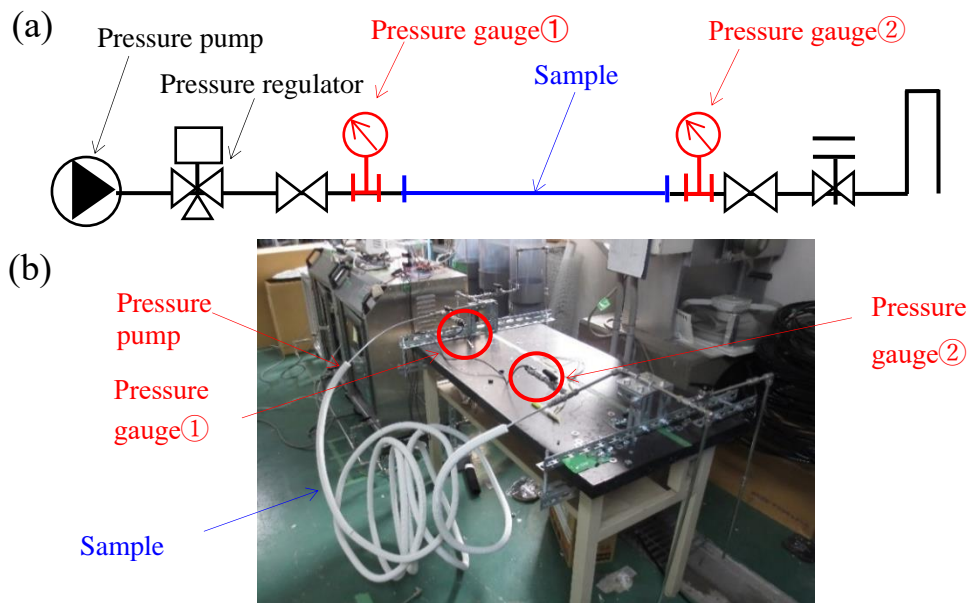 (a)
Pressure pump
Pressure regulator
Pressure gauge①
Sample
Pressure gauge②
(b)
Pressure
pump
Pressure
gauge①
Sample
Pressure
gauge②